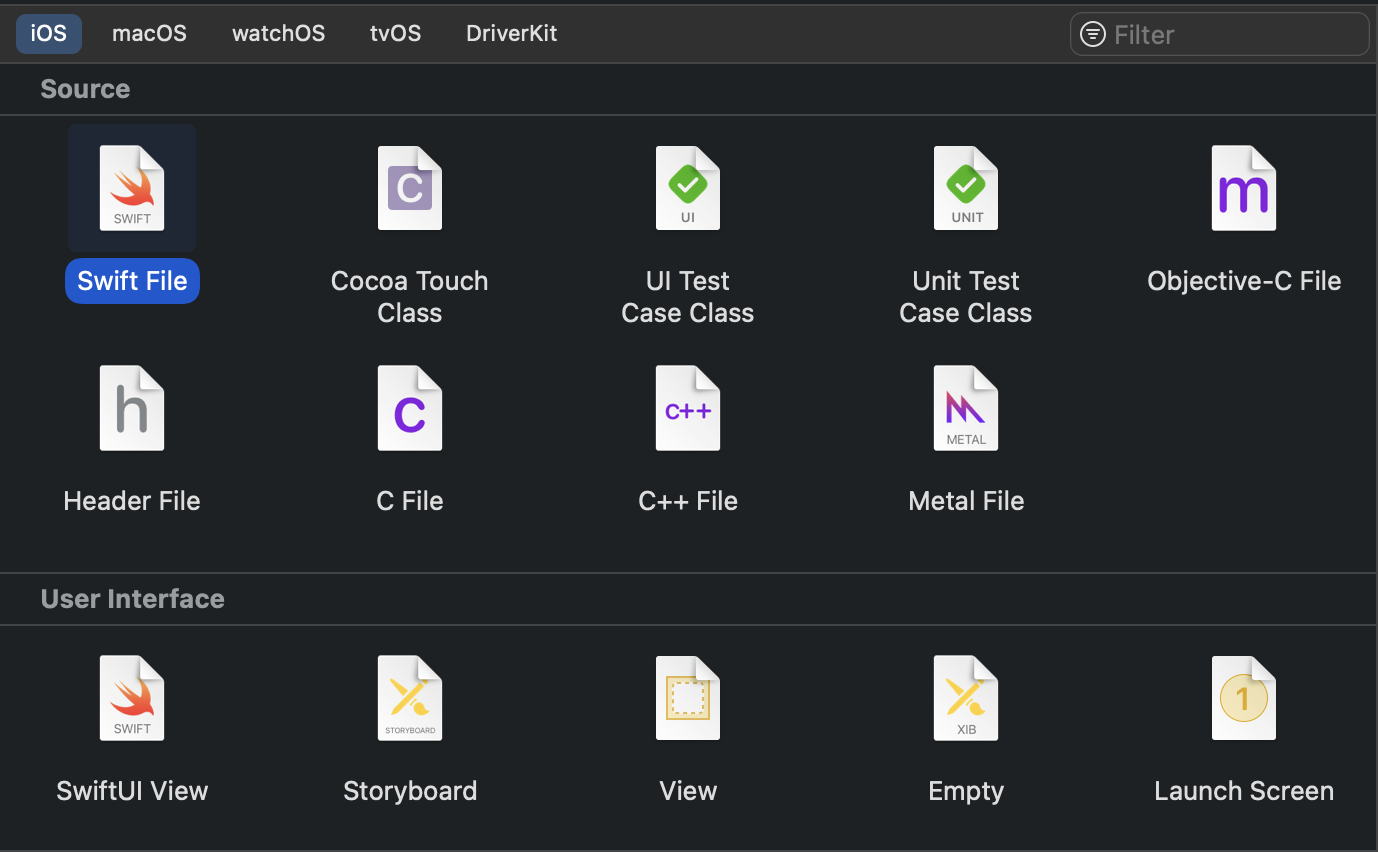 iOS macOS watchOS tvOS DriverKit Filter
Source
SWIFT C UI UNIT m
Swift File Cocoa Touch UI Test Unit Test Objective-C File
Class Case Class Case Class
h C C++ METAL
Header File C File C++ File Metal File
User Interface
SWIFT STORYBOARD XIB 1
SwiftUI View Storyboard View Empty Launch Screen